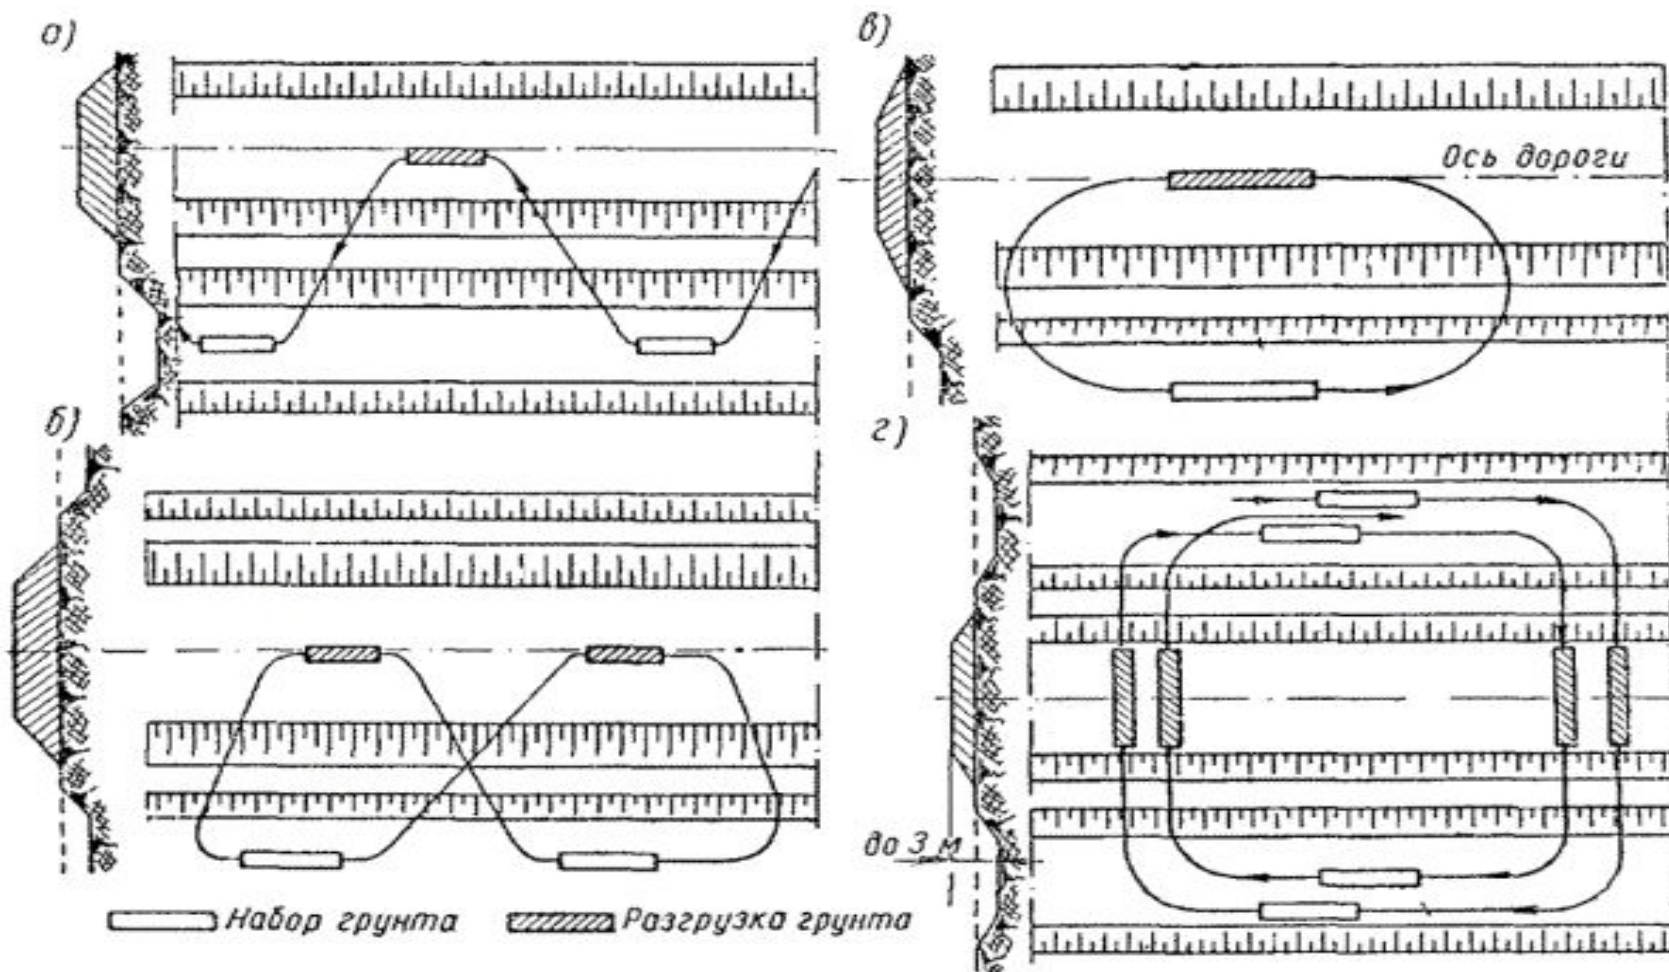 а)
в)
Ось дороги
б)
г)
до 3 м
Набор грунта
Разгрузка грунта